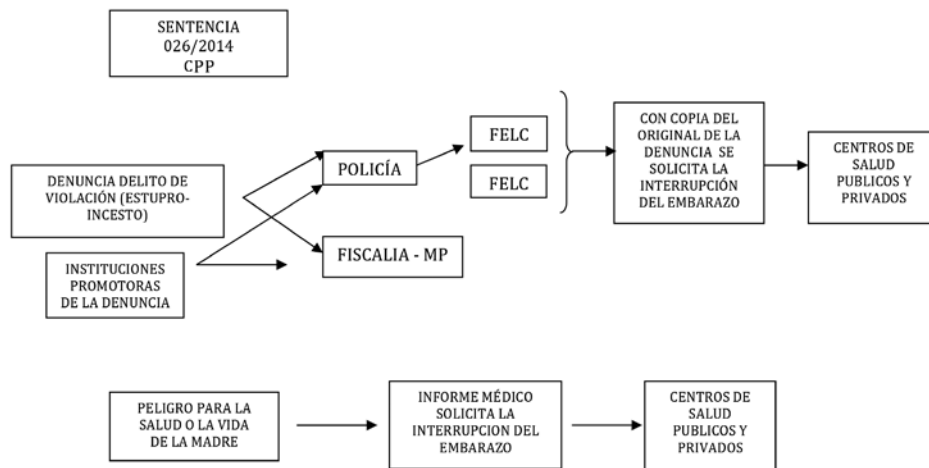 SENTENCIA
026/2014
CPP
DENUNCIA DELITO DE
VIOLACIÓN (ESTUPRO-
INCESTO)
INSTITUCIONES
PROMOTORAS
DE LA DENUNCIA
POLICÍA
FISCALIA - MP
FELC
FELC
CON COPIA DEL
ORIGINAL DE LA
DENUNCIA SE
SOLICITA LA
INTERRUPCIÓN
DEL EMBARAZO
CENTROS DE
SALUD
PUBLICOS Y
PRIVADOS
PELIGRO PARA LA
SALUD O LA VIDA
DE LA MADRE
INFORME MÉDICO
SOLICITA LA
INTERRUPCION DEL
EMBARAZO
CENTROS DE
SALUD
PUBLICOS Y
PRIVADOS